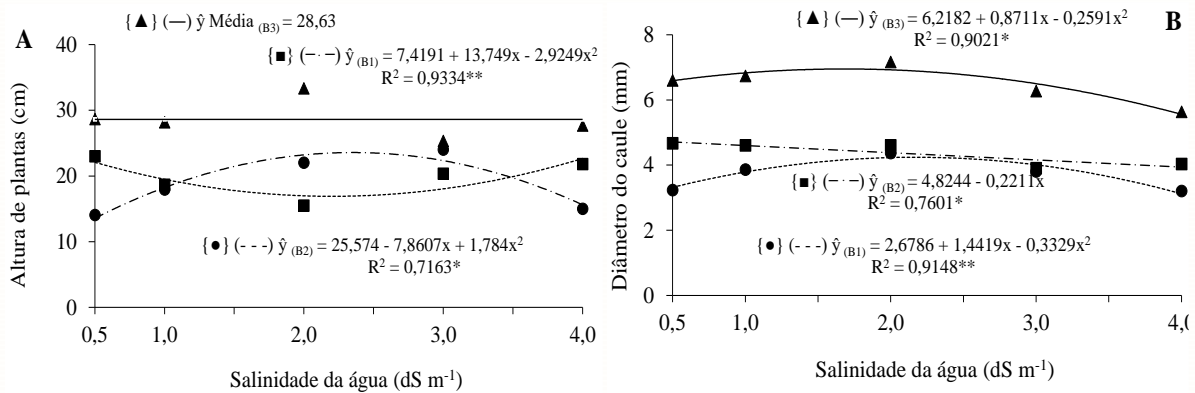 A
{ ▲ } (—) ŷ Média (B3) = 28,63
{■} (−·−) ŷ (B1) = 7,4191 + 13,749x - 2,9249x²
R² = 0,9334**
{ ● } (- - -) ŷ (B2) = 25,574 - 7,8607x + 1,784x²
R² = 0,7163*
Altura de plantas (cm)
40
30
20
10
0
0,5 1,0 2,0 3,0 4,0
Salinidade da água (dS m⁻¹)
B
{ ▲ } (—) ŷ (B3) = 6,2182 + 0,8711x - 0,2591x²
R² = 0,9021*
{■} (−·−) ŷ (B2) = 4,8244 - 0,2211x
R² = 0,7601*
{ ● } (- - -) ŷ (B1) = 2,6786 + 1,4419x - 0,3329x²
R² = 0,9148**
Diâmetro do caule (mm)
8
6
4
2
0
0,5 1,0 2,0 3,0 4,0
Salinidade da água (dS m⁻¹)